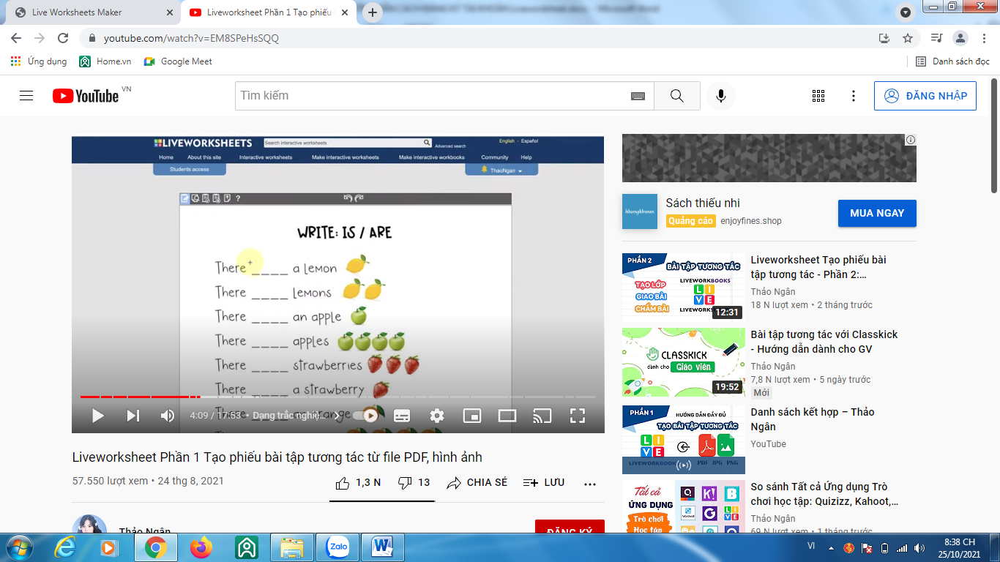 Live Worksheets Maker
Liveworksheet Phần 1 Tạo phiếu
youtube.com/watch?v=EM8SPeHsSQQ
Ứng dụng
Home.vn
Google Meet
Danh sách đọc
YouTube VN
Tìm kiếm
ĐĂNG NHẬP
LIVEWORKSHEETS
Search interactive worksheets
Advanced search
English - Español
Home
About this site
Interactive worksheets
Make interactive worksheets
Make interactive workbooks
Community
Help
Students access
ThaoNgan
?
WRITE: IS / ARE
There ____ a lemon
There ____ lemons
There ____ an apple
There ____ apples
There ____ strawberries
There ____ a strawberry
4:09 / 17:53 • Dạng trắc nghiệ...
Liveworksheet Phần 1 Tạo phiếu bài tập tương tác từ file PDF, hình ảnh
57.550 lượt xem • 24 thg 8, 2021
1,3 N
13
CHIA SẺ
LƯU
Thảo Ngân
ĐĂNG KÝ
khonghkwan
Sách thiếu nhi
Quảng cáo
enjoyfines.shop
MUA NGAY
PHẦN 2
BÀI TẬP TƯƠNG TÁC
TẠO LỚP
GIAO BÀI
CHẤM BÀI
LIVEWORKBOOKS
LIVE
12:31
Liveworksheet Tạo phiếu bài
tập tương tác - Phần 2:...
Thảo Ngân
18 N lượt xem • 2 tháng trước
CLASSKICK
dành cho Giáo viên
19:52
Bài tập tương tác với Classkick
- Hướng dẫn dành cho GV
Thảo Ngân
7,8 N lượt xem • 5 ngày trước
Mới
PHẦN 1
HƯỚNG DẪN ĐẦY ĐỦ
TẠO BÀI TẬP TƯƠNG TÁC
LIVE
LIVEWORKBOOK
PDF JPG PNG
Danh sách kết hợp – Thảo
Ngân
YouTube
Tất cả
ỨNG DỤNG
Trò chơi
Học tập
So sánh Tất cả Ứng dụng Trò
chơi học tập: Quizizz, Kahoot,...
Thảo Ngân
69 N lượt xem • 1 tháng trước
Zalo
VI
8:38 CH
25/10/2021